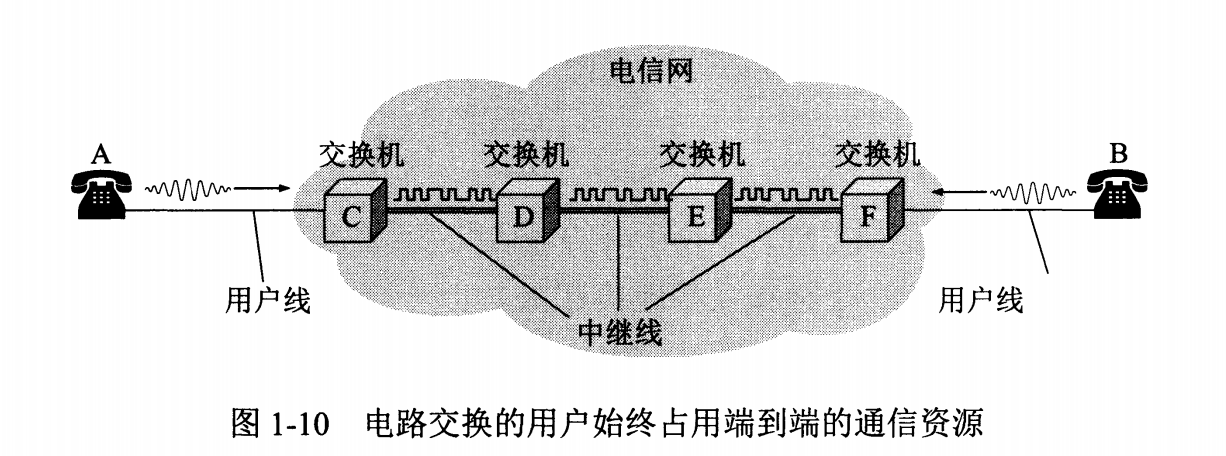 电信网
A 交换机 交换机 交换机 交换机 B
C D E F
用户线 用户线
中继线
图 1-10 电路交换的用户始终占用端到端的通信资源